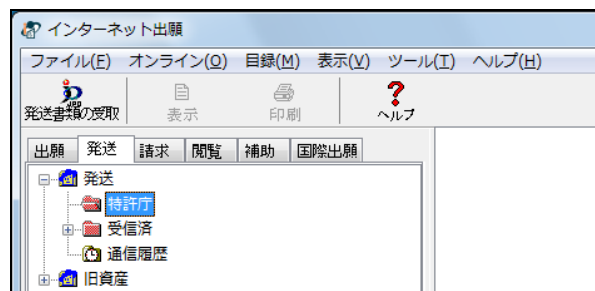 インターネット出願
ファイル(F) オンライン(O) 目録(M) 表示(V) ツール(T) ヘルプ(H)
発送書類の受取 表示 印刷 ヘルプ
出願 発送 請求 閲覧 補助 国際出願
発送
特許庁
受信済
通信履歴
旧資産